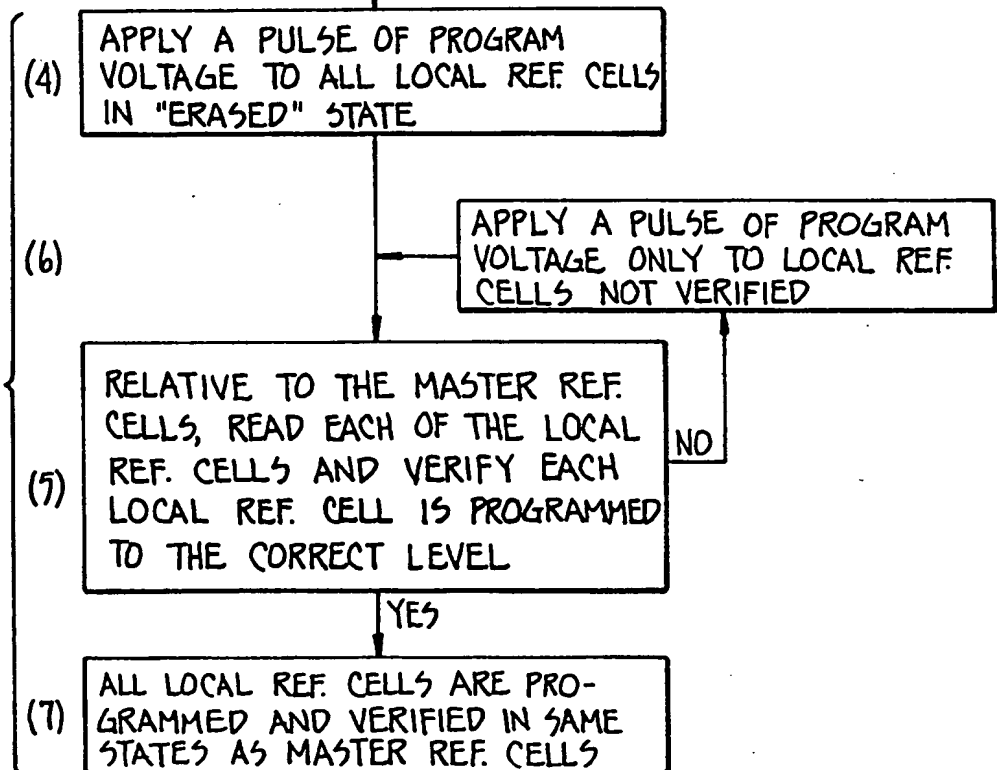 (4)
APPLY A PULSE OF PROGRAM
VOLTAGE TO ALL LOCAL REF. CELLS
IN "ERASED" STATE
(6)
APPLY A PULSE OF PROGRAM
VOLTAGE ONLY TO LOCAL REF.
CELLS NOT VERIFIED
(5)
RELATIVE TO THE MASTER REF.
CELLS, READ EACH OF THE LOCAL
REF. CELLS AND VERIFY EACH
LOCAL REF. CELL IS PROGRAMMED
TO THE CORRECT LEVEL
NO
YES
(7)
ALL LOCAL REF. CELLS ARE PRO-
GRAMMED AND VERIFIED IN SAME
STATES AS MASTER REF. CELLS